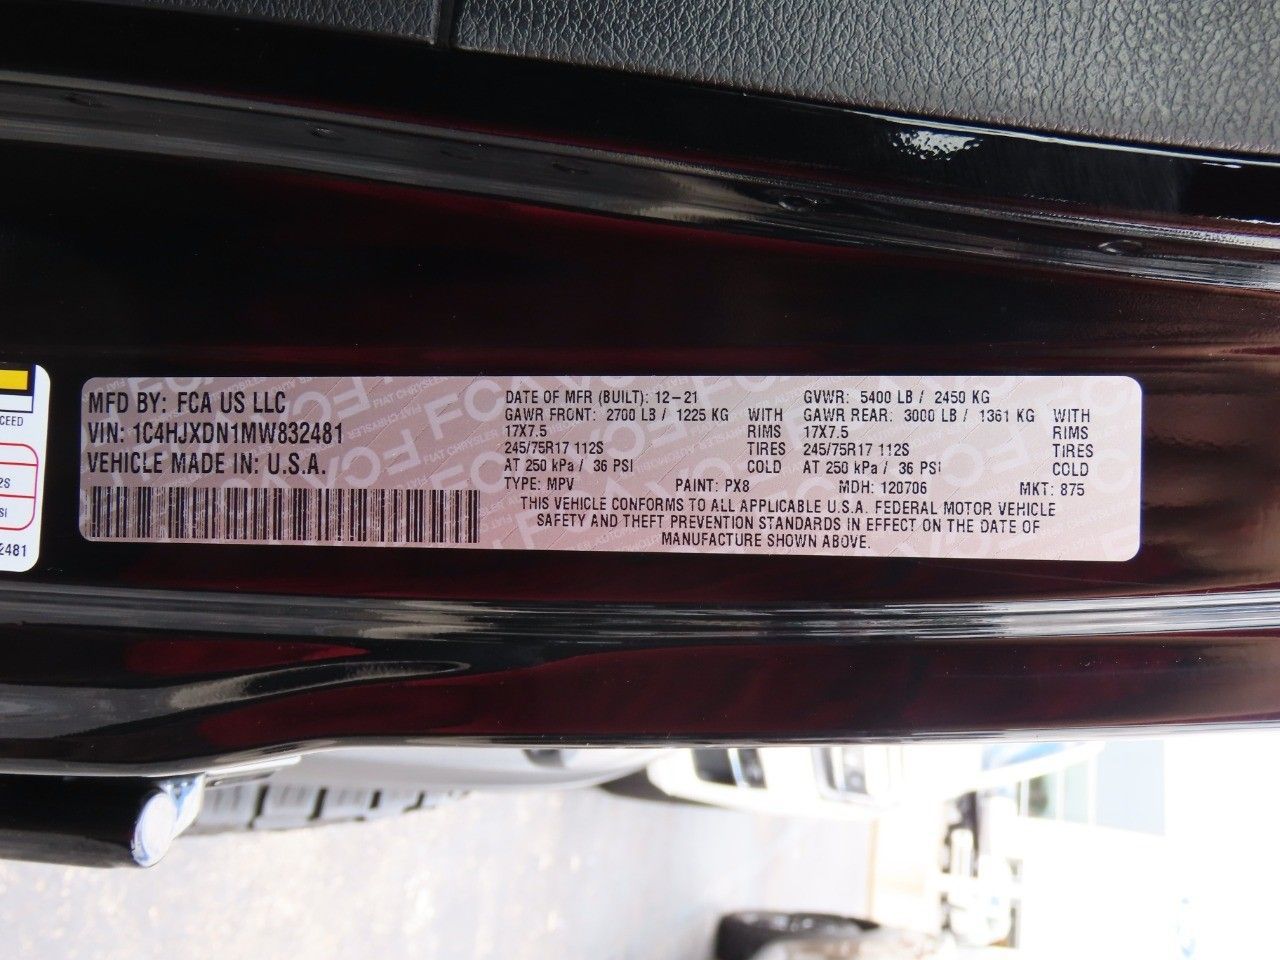 MFD BY: FCA US LLC
VIN: 1C4HJXDN1MW832481
VEHICLE MADE IN: U.S.A.
DATE OF MFR (BUILT): 12-21
GAWR FRONT: 2700 LB / 1225 KG WITH
17X7.5 RIMS
245/75R17 112S TIRES
AT 250 kPa / 36 PSI COLD
GVWR: 5400 LB / 2450 KG
GAWR REAR: 3000 LB / 1361 KG WITH
17X7.5 RIMS
245/75R17 112S TIRES
AT 250 kPa / 36 PSI COLD
TYPE: MPV PAINT: PX8 MDH: 120706 MKT: 875
THIS VEHICLE CONFORMS TO ALL APPLICABLE U.S.A. FEDERAL MOTOR VEHICLE
SAFETY AND THEFT PREVENTION STANDARDS IN EFFECT ON THE DATE OF
MANUFACTURE SHOWN ABOVE.
CEED
2S
SI
2481